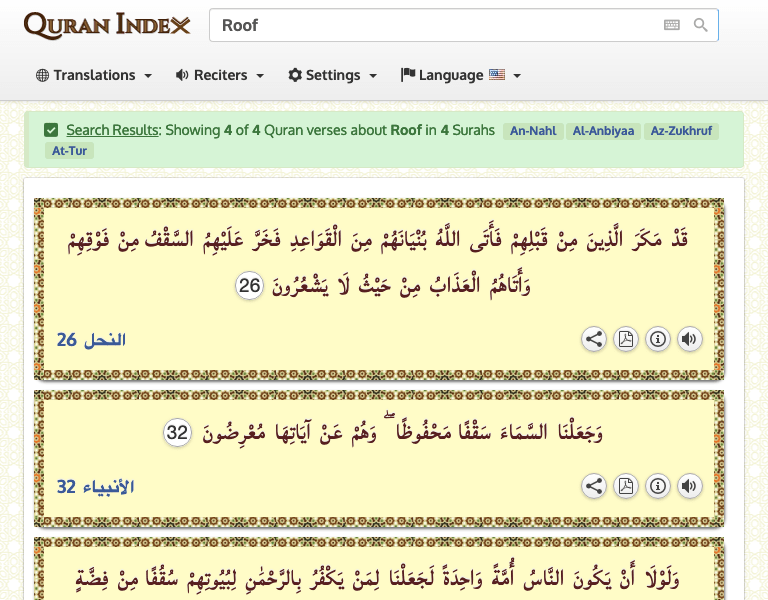 QURAN INDEX
Roof
Translations Reciters Settings Language
Search Results: Showing 4 of 4 Quran verses about Roof in 4 Surahs An-Nahl Al-Anbiyaa Az-Zukhruf
At-Tur
قَدْ مَكَرَ الَّذِينَ مِنْ قَبْلِهِمْ فَأَتَى اللَّهُ بُنْيَانَهُمْ مِنَ الْقَوَاعِدِ فَخَرَّ عَلَيْهِمُ السَّقْفُ مِنْ فَوْقِهِمْ
وَأَتَاهُمُ الْعَذَابُ مِنْ حَيْثُ لَا يَشْعُرُونَ 26
النحل 26
وَجَعَلْنَا السَّمَاءَ سَقْفًا مَحْفُوظًا ۖ وَهُمْ عَنْ آيَاتِهَا مُعْرِضُونَ 32
الأنبياء 32
وَلَوْلَا أَنْ يَكُونَ النَّاسُ أُمَّةً وَاحِدَةً لَجَعَلْنَا لِمَنْ يَكْفُرُ بِالرَّحْمَٰنِ لِبُيُوتِهِمْ سُقُفًا مِنْ فِضَّةٍ